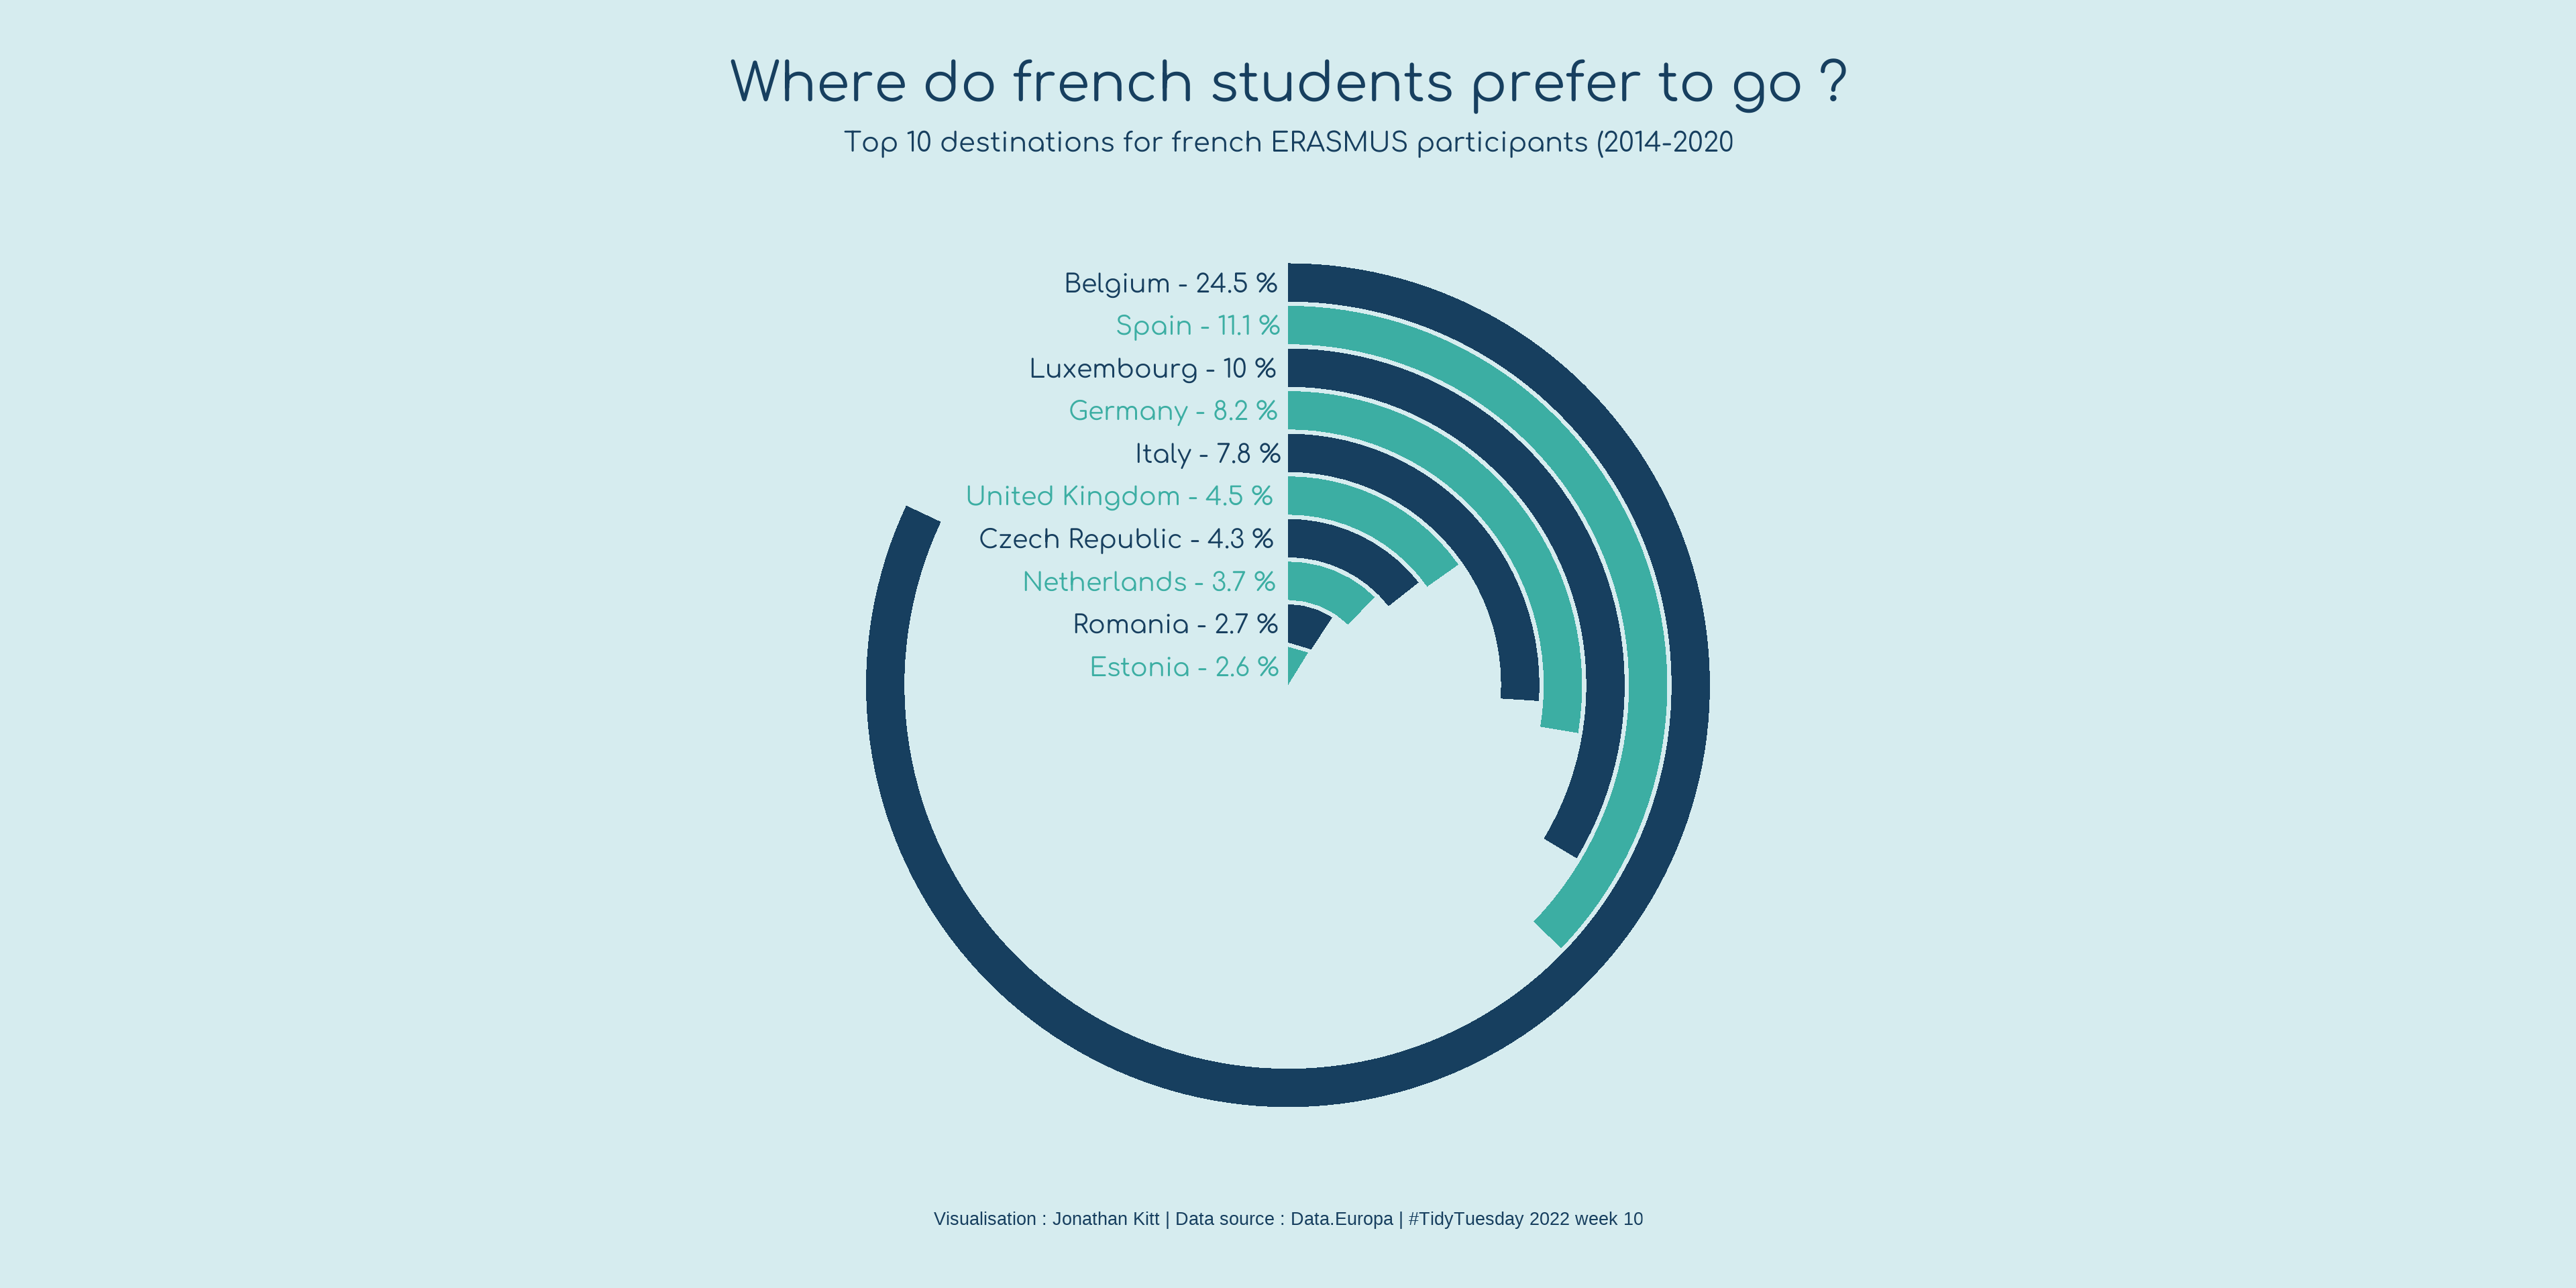 Where do french students prefer to go ?
Top 10 destinations for french ERASMUS participants (2014-2020
Belgium - 24.5 %
Spain - 11.1 %
Luxembourg - 10 %
Germany - 8.2 %
Italy - 7.8 %
United Kingdom - 4.5 %
Czech Republic - 4.3 %
Netherlands - 3.7 %
Romania - 2.7 %
Estonia - 2.6 %
Visualisation : Jonathan Kitt | Data source : Data.Europa | #TidyTuesday 2022 week 10